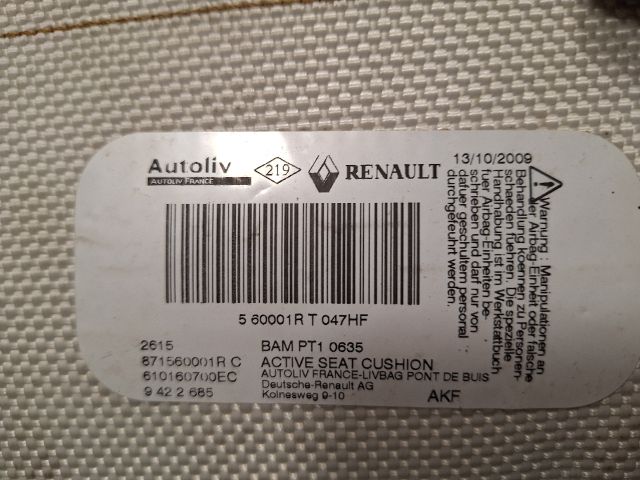 Autoliv
AUTOLIV FRANCE
219
RENAULT
13/10/2009
5 60001R T 047HF
2615
BAM PT1 0635
871560001R C
ACTIVE SEAT CUSHION
610160700EC
AUTOLIV FRANCE-LIVBAG PONT DE BUIS
Deutsche-Renault AG
9 42 2 685
Kolnesweg 9-10
AKF
Warnung : Manipulationen an
der Airbag-Einheit oder falsche
Behandlung koennen zu Personen-
schaeden fuehren. Die spezielle
Handhabung ist im Werkstattbuch
fuer Airbag-Einheiten be-
schrieben und darf nur von
dafuer geschultem personal :
durchgefeuhrt werden.